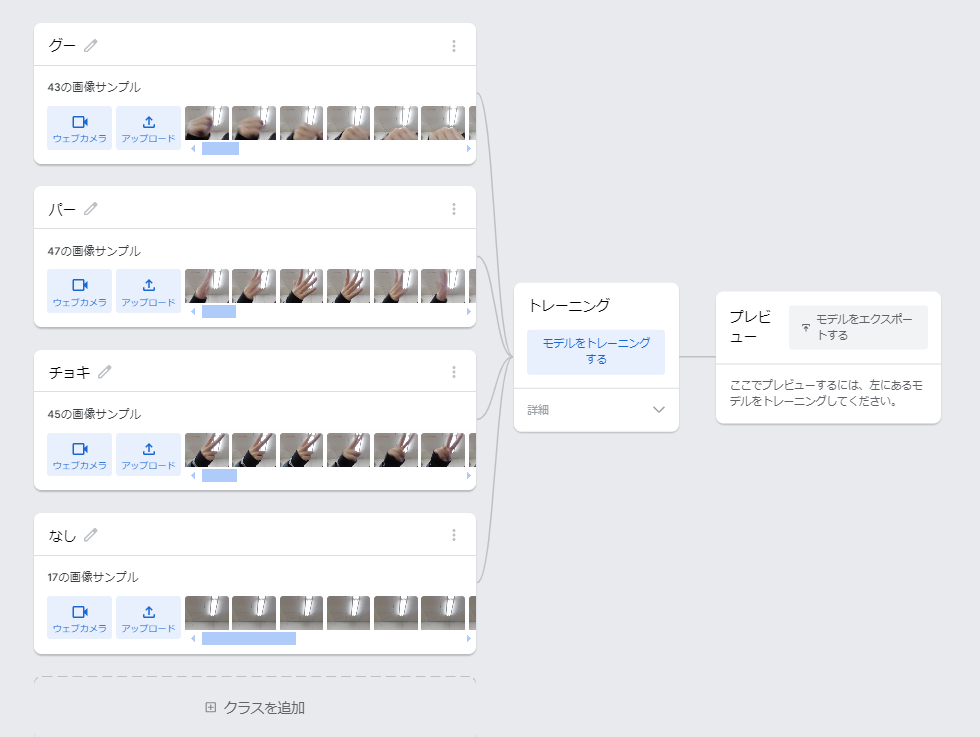 グー
43の画像サンプル
ウェブカメラ
アップロード
パー
47の画像サンプル
ウェブカメラ
アップロード
チョキ
45の画像サンプル
ウェブカメラ
アップロード
なし
17の画像サンプル
ウェブカメラ
アップロード
クラスを追加
トレーニング
モデルをトレーニング
する
詳細
プレビ
ュー
モデルをエクスポー
トする
ここでプレビューするには、左にあるモ
デルをトレーニングしてください。